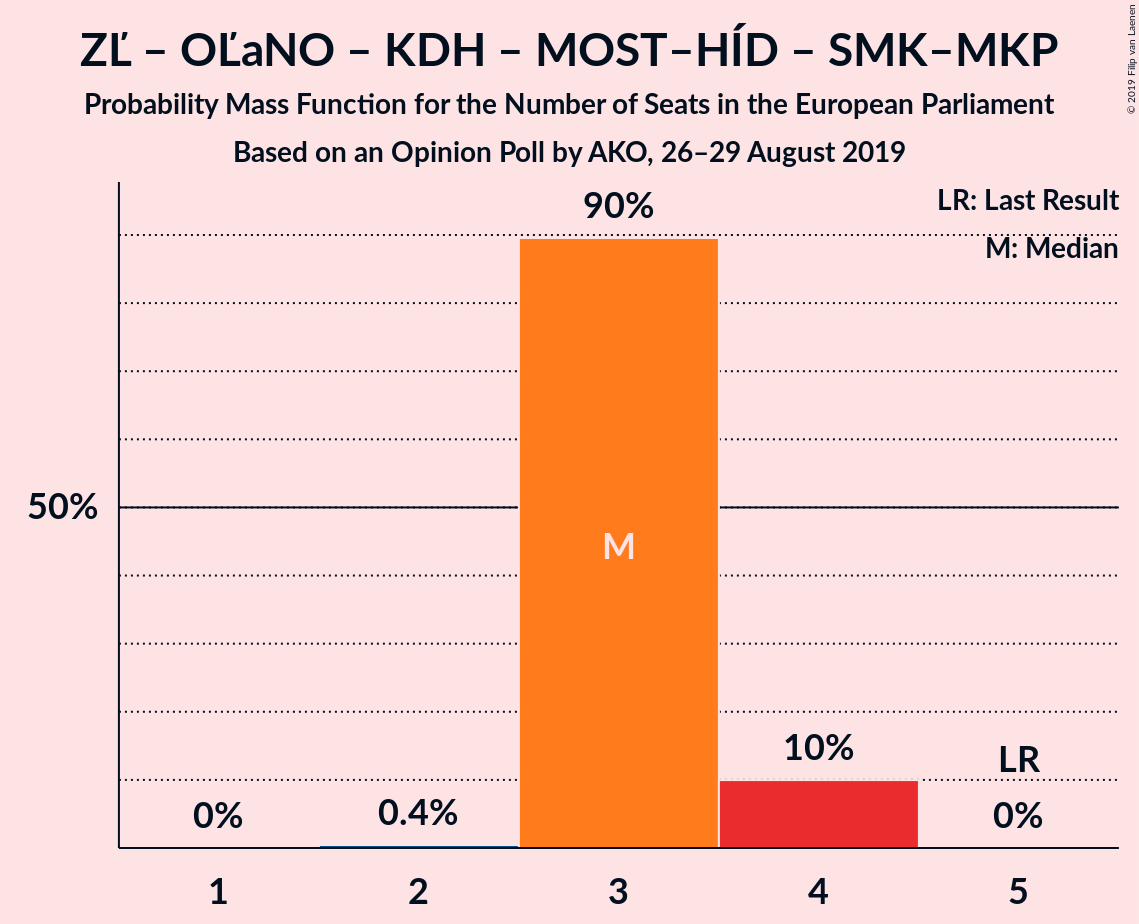 ZĽ – OĽaNO – KDH – MOST–HÍD – SMK–MKP
Probability Mass Function for the Number of Seats in the European Parliament
Based on an Opinion Poll by AKO, 26–29 August 2019
© 2019 Filip van Laenen
LR: Last Result
M: Median
90%
50%
M
10%
LR
0%
0.4%
0%
1
2
3
4
5